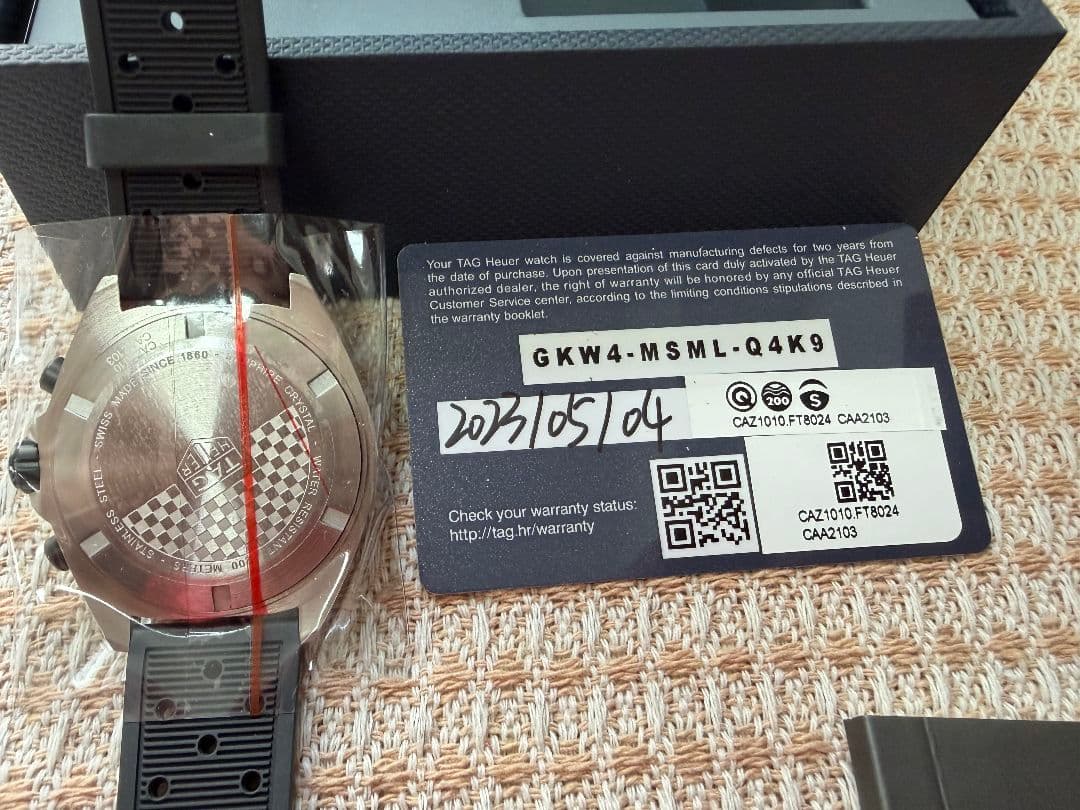 Your TAG Heuer watch is covered against manufacturing defects for two years from
the date of purchase. Upon presentation of this card duly activated by the TAG Heuer
authorized dealer, the right of warranty will be honored by any official TAG Heuer
Customer Service center, according to the limiting conditions stipulations described in
the warranty booklet.
GKW4-MSML-Q4K9
2023/05/04
Q 200 S
CAZ1010.FT8024 CAA2103
Check your warranty status:
http://tag.hr/warranty
CAZ1010.FT8024
CAA2103
SWISS MADE SINCE 1860 - SAPPHIRE CRYSTAL - WATER RESISTANT 200 METERS - STAINLESS STEEL -
TAG
HEUER